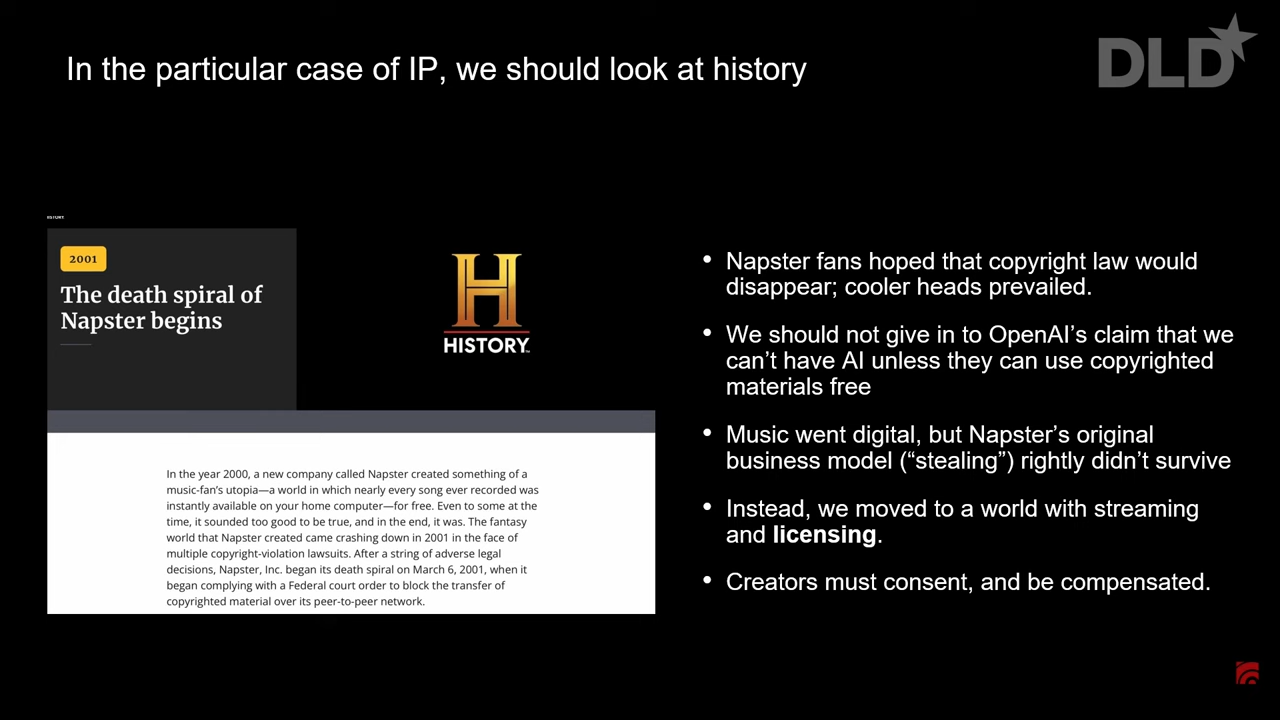 In the particular case of IP, we should look at history
DLD
HISTORY
2001
The death spiral of
Napster begins
H
HISTORY
In the year 2000, a new company called Napster created something of a
music-fan's utopia—a world in which nearly every song ever recorded was
instantly available on your home computer—for free. Even to some at the
time, it sounded too good to be true, and in the end, it was. The fantasy
world that Napster created came crashing down in 2001 in the face of
multiple copyright-violation lawsuits. After a string of adverse legal
decisions, Napster, Inc. began its death spiral on March 6, 2001, when it
began complying with a Federal court order to block the transfer of
copyrighted material over its peer-to-peer network.
• Napster fans hoped that copyright law would
disappear; cooler heads prevailed.
• We should not give in to OpenAI’s claim that we
can’t have AI unless they can use copyrighted
materials free
• Music went digital, but Napster’s original
business model (“stealing”) rightly didn’t survive
• Instead, we moved to a world with streaming
and licensing.
• Creators must consent, and be compensated.